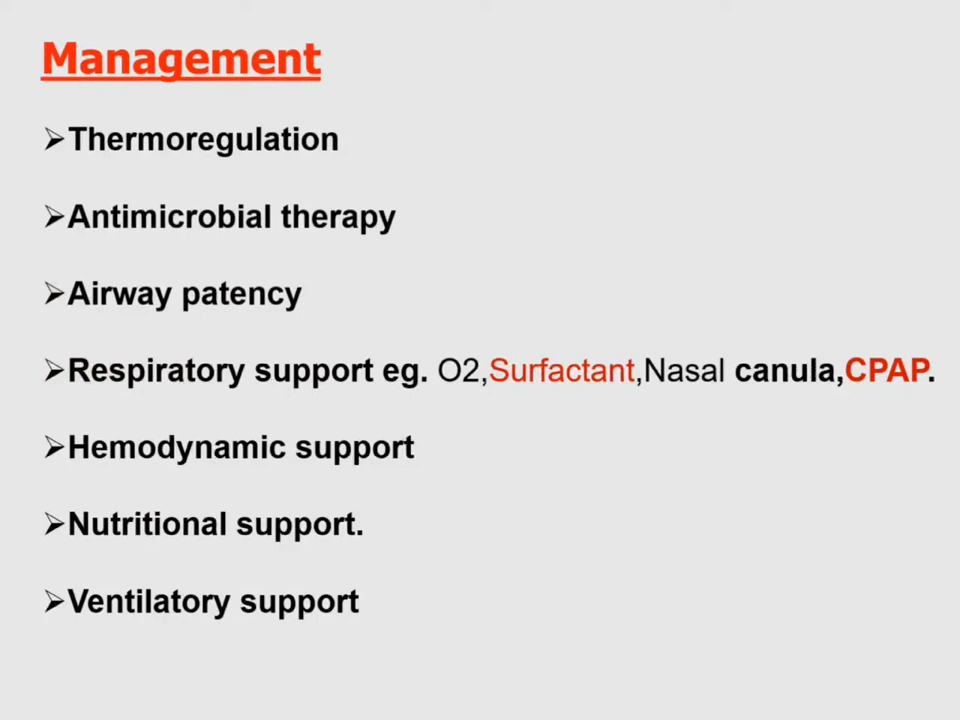 Management
➢Thermoregulation
➢Antimicrobial therapy
➢Airway patency
➢Respiratory support eg. O2,Surfactant,Nasal canula,CPAP.
➢Hemodynamic support
➢Nutritional support.
➢Ventilatory support